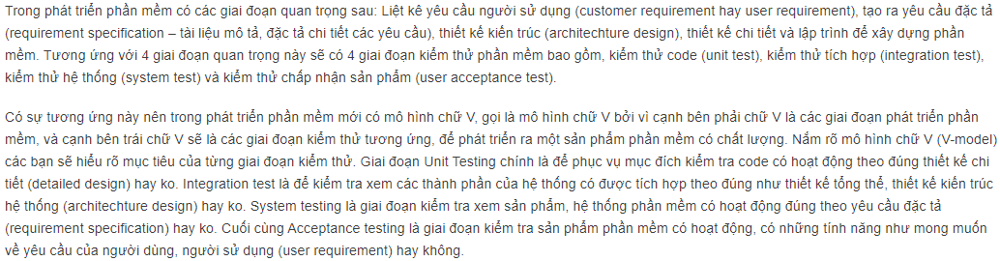 Trong phát triển phần mềm có các giai đoạn quan trọng sau: Liệt kê yêu cầu người sử dụng (customer requirement hay user requirement), tạo ra yêu cầu đặc tả
(requirement specification – tài liệu mô tả, đặc tả chi tiết các yêu cầu), thiết kế kiến trúc (architechture design), thiết kế chi tiết và lập trình để xây dựng phần
mềm. Tương ứng với 4 giai đoạn quan trọng này sẽ có 4 giai đoạn kiểm thử phần mềm bao gồm, kiểm thử code (unit test), kiểm thử tích hợp (integration test),
kiểm thử hệ thống (system test) và kiểm thử chấp nhận sản phẩm (user acceptance test).
Có sự tương ứng này nên trong phát triển phần mềm mới có mô hình chữ V, gọi là mô hình chữ V bởi vì cạnh bên phải chữ V là các giai đoạn phát triển phần
mềm, và cạnh bên trái chữ V sẽ là các giai đoạn kiểm thử tương ứng, để phát triển ra một sản phẩm phần mềm có chất lượng. Nắm rõ mô hình chữ V (V-model)
các bạn sẽ hiểu rõ mục tiêu của từng giai đoạn kiểm thử. Giai đoạn Unit Testing chính là để phục vụ mục đích kiểm tra code có hoạt động theo đúng thiết kế chi
tiết (detailed design) hay ko. Integration test là để kiểm tra xem các thành phần của hệ thống có được tích hợp theo đúng như thiết kế tổng thể, thiết kế kiến trúc
hệ thống (architechture design) hay ko. System testing là giai đoạn kiểm tra xem sản phẩm, hệ thống phần mềm có hoạt động đúng theo yêu cầu đặc tả
(requirement specification) hay ko. Cuối cùng Acceptance testing là giai đoạn kiểm tra sản phẩm phần mềm có hoạt động, có những tính năng như mong muốn
về yêu cầu của người dùng, người sử dụng (user requirement) hay không.